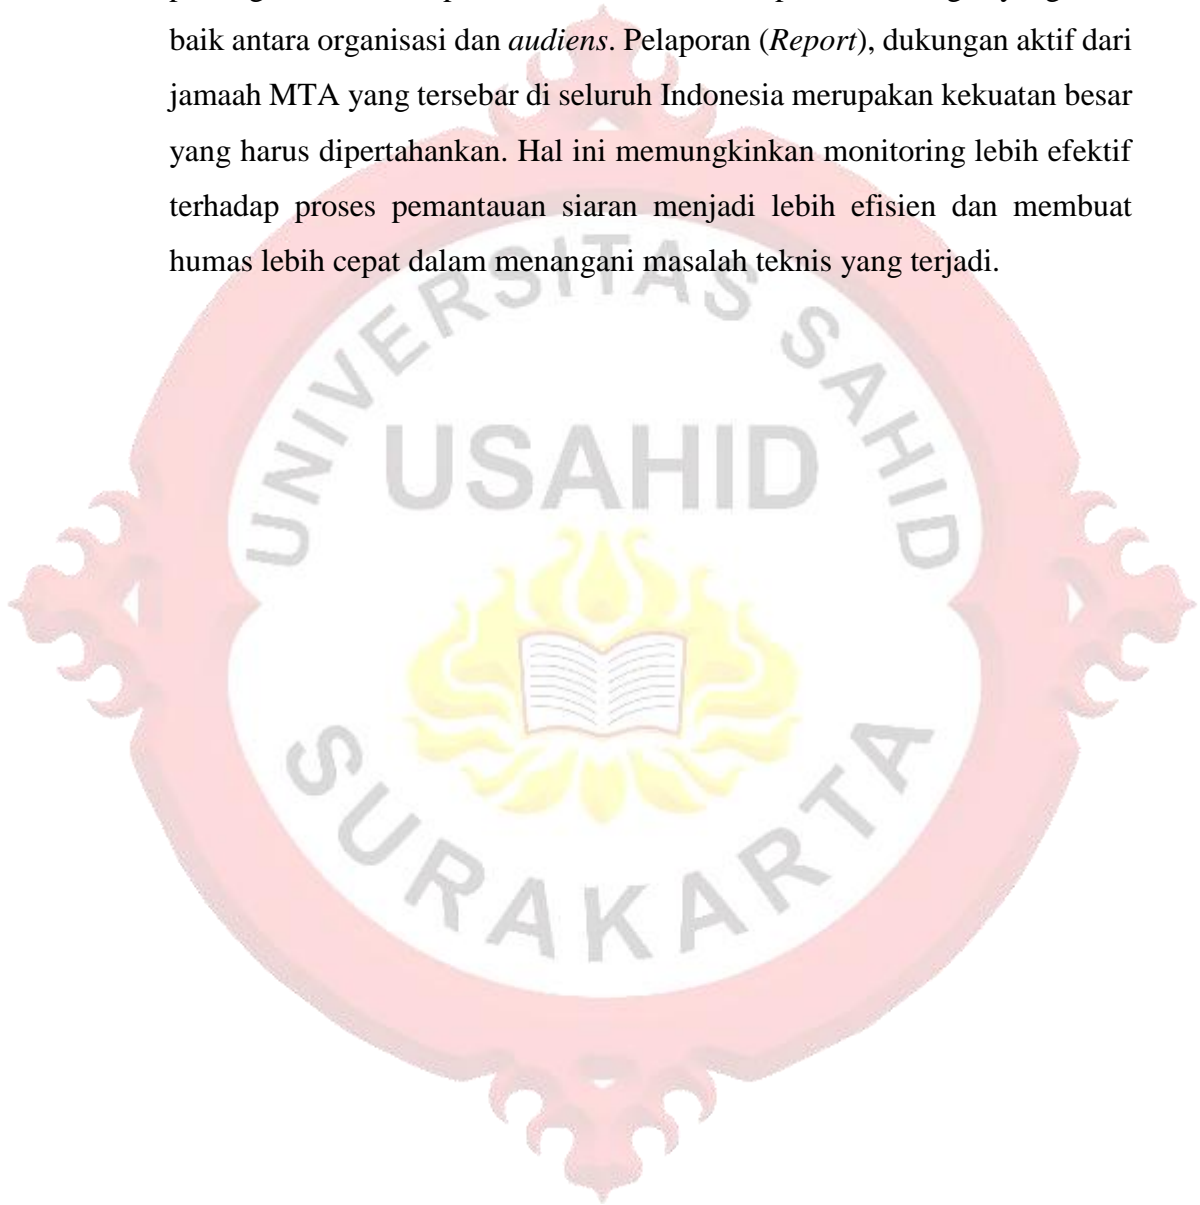 baik antara organisasi dan audiens. Pelaporan (Report), dukungan aktif dari
jamaah MTA yang tersebar di seluruh Indonesia merupakan kekuatan besar
yang harus dipertahankan. Hal ini memungkinkan monitoring lebih efektif
terhadap proses pemantauan siaran menjadi lebih efisien dan membuat
humas lebih cepat dalam menangani masalah teknis yang terjadi.
UNIVERSITAS SAHID
USAHID
SURAKARTA